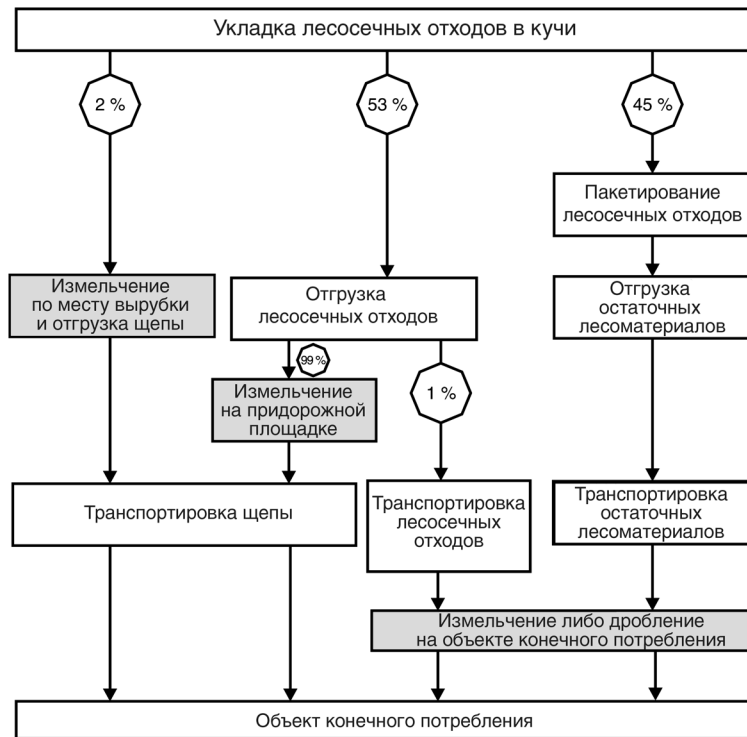 Укладка лесосечных отходов в кучи
2 %
53 %
45 %
Пакетирование
лесосечных отходов
Измельчение
по месту вырубки
и отгрузка щепы
Отгрузка
лесосечных отходов
Отгрузка
остаточных
лесоматериалов
99 %
1 %
Измельчение
на придорожной
площадке
Транспортировка щепы
Транспортировка
лесосечных
отходов
Транспортировка
остаточных
лесоматериалов
Измельчение либо дробление
на объекте конечного потребления
Объект конечного потребления